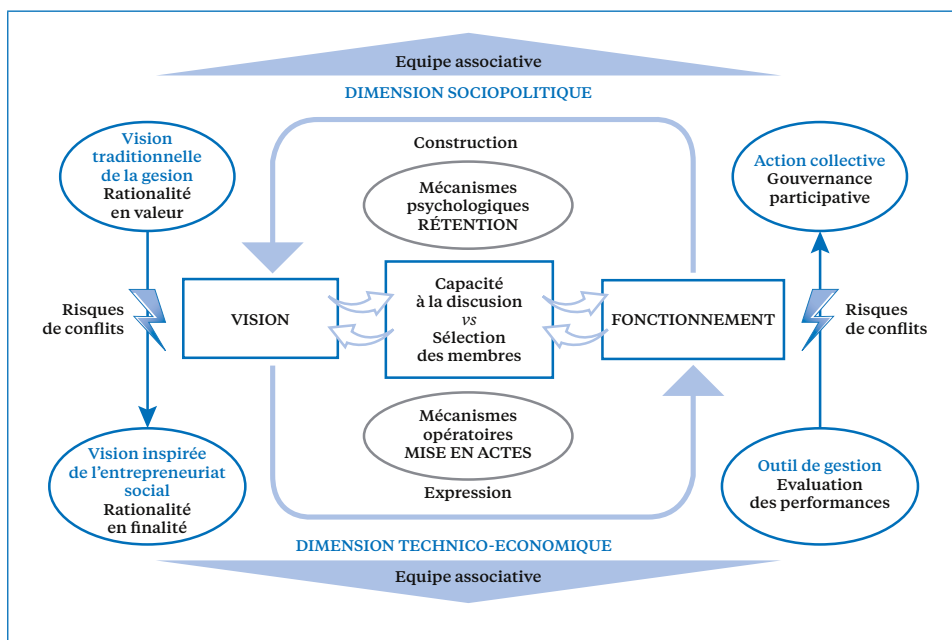 Equipe associative
DIMENSION SOCIOPOLITIQUE
Construction
Vision
traditionnelle
de la gesion
Rationalité
en valeur
Mécanismes
psychologiques
RÉTENTION
Action collective
Gouvernance
participative
Risques
de conflits
VISION
Capacité
à la discusion
vs
Sélection
des membres
FONCTIONNEMENT
Risques
de conflits
Vision inspirée
de l'entrepreneuriat
social
Rationalité
en finalité
Mécanismes
opératoires
MISE EN ACTES
Expression
Outil de gestion
Evaluation
des performances
DIMENSION TECHNICO-ECONOMIQUE
Equipe associative